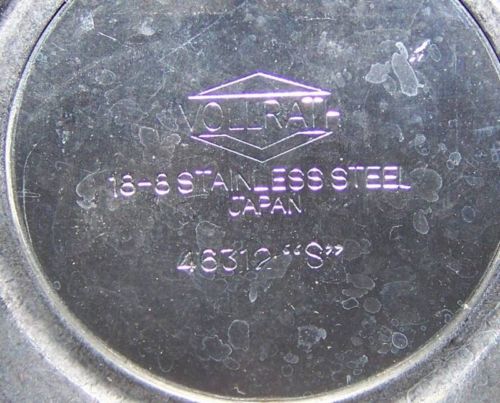 VOLLRATH
18-8 STAINLESS STEEL
JAPAN
46312 “S”